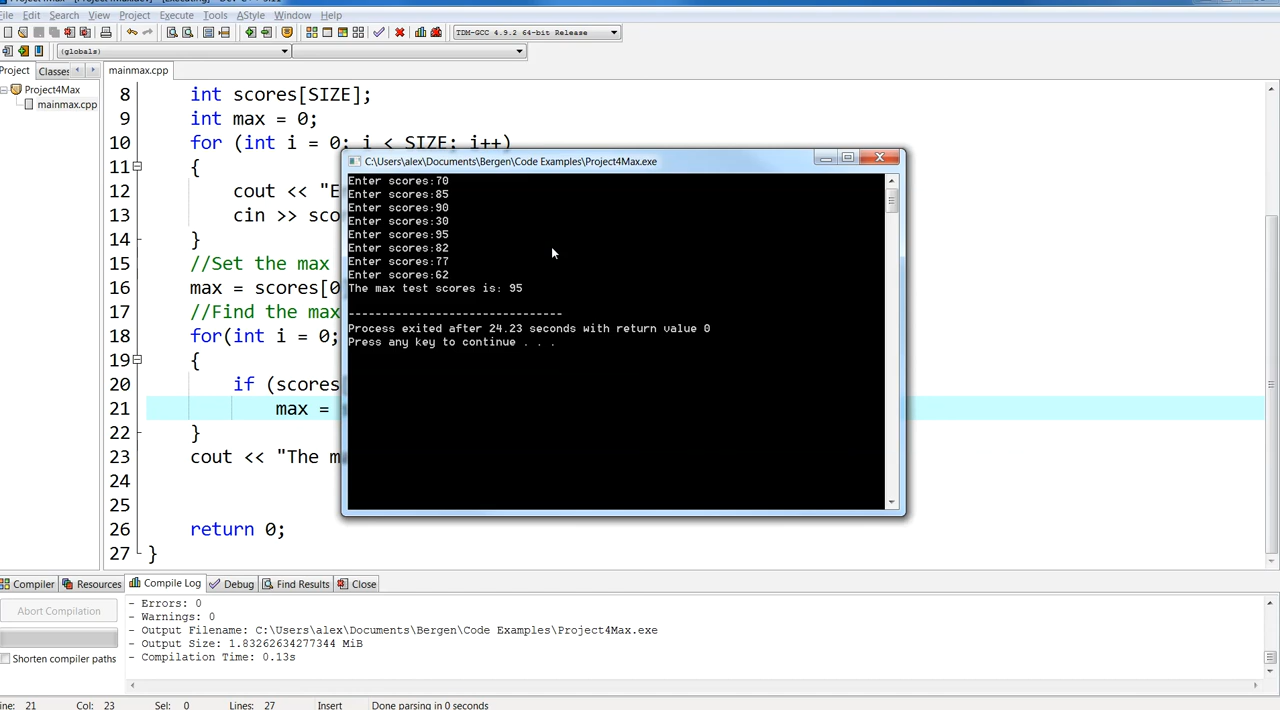 File Edit Search View Project Execute Tools AStyle Window Help
TDM-GCC 4.9.2 64-bit Release
(globals)
Project Classes mainmax.cpp
Project4Max
mainmax.cpp
8 int scores[SIZE];
9 int max = 0;
10 for (int i = 0; i < SIZE; i++)
11 {
12 cout << "E
13 cin >> sco
14 }
15 //Set the max
16 max = scores[0
17 //Find the max
18 for(int i = 0;
19 {
20 if (scores
21 max =
22 }
23 cout << "The m
24
25
26 return 0;
27 }
C:\Users\alex\Documents\Bergen\Code Examples\Project4Max.exe
Enter scores:70
Enter scores:85
Enter scores:90
Enter scores:30
Enter scores:95
Enter scores:82
Enter scores:77
Enter scores:62
The max test scores is: 95
--------------------------------
Process exited after 24.23 seconds with return value 0
Press any key to continue . . .
Compiler Resources Compile Log Debug Find Results Close
Abort Compilation
Shorten compiler paths
- Errors: 0
- Warnings: 0
- Output Filename: C:\Users\alex\Documents\Bergen\Code Examples\Project4Max.exe
- Output Size: 1.83262634277344 MiB
- Compilation Time: 0.13s
ine: 21 Col: 23 Sel: 0 Lines: 27 Insert Done parsing in 0 seconds